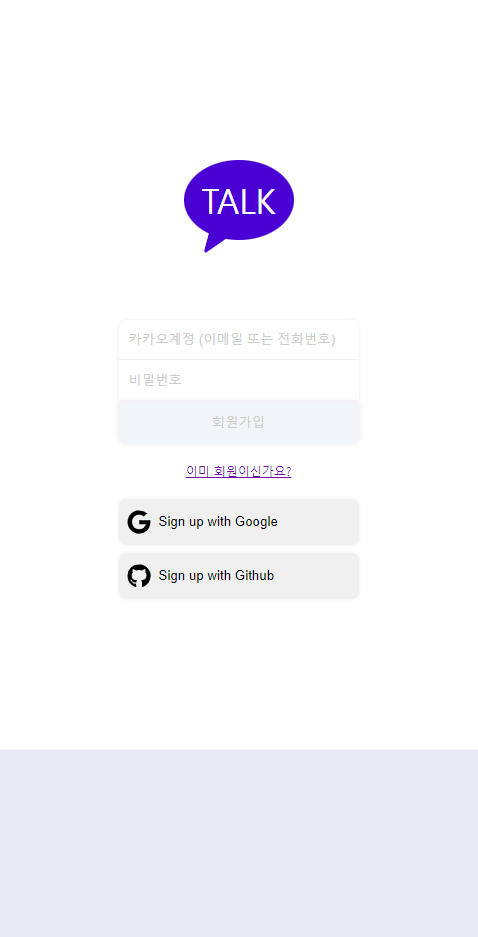 TALK
카카오계정 (이메일 또는 전화번호)
비밀번호
회원가입
이미 회원이신가요?
Sign up with Google
Sign up with Github